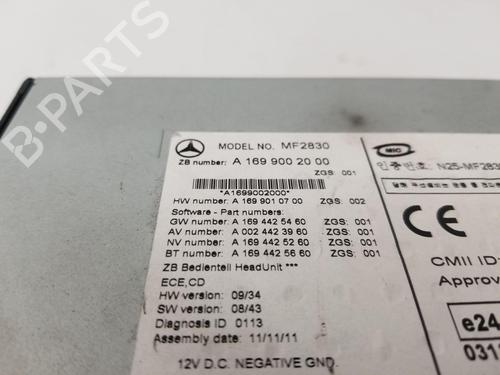 MODEL NO. MF2830
ZB number: A 169 900 20 00 ZGS: 001
*A1699002000*
HW number: A 169 901 07 00 ZGS: 002
Software - Part numbers:
GW number: A 169 442 54 60 ZGS: 001
AV number: A 002 442 39 60 ZGS: 001
NV number: A 169 442 52 60 ZGS: 001
BT number: A 169 442 56 60 ZGS: 001
ZB Bedienteil HeadUnit ***
ECE,CD
HW version: 09/34
SW version: 08/43
Diagnosis ID 0113
Assembly date: 11/11/11
12V D.C. NEGATIVE GND.
MIC
인증번호: N25-MF2830
CE
CMII ID:
Approv
e24
031
B-PARTS